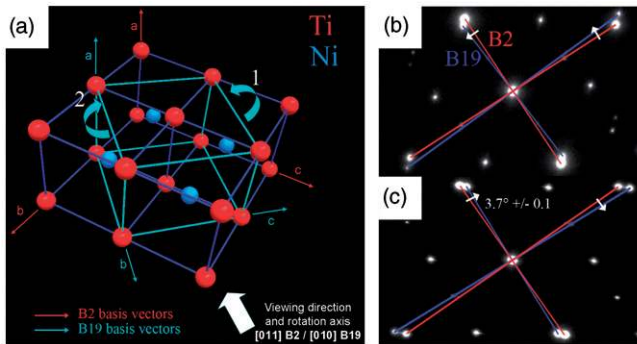 (a)
Ti
Ni
a
a
1
2
c
c
b
b
B2 basis vectors
B19 basis vectors
Viewing direction
and rotation axis
[011] B2 / [010] B19
(b)
B2
B19
(c)
3.7° +/- 0.1